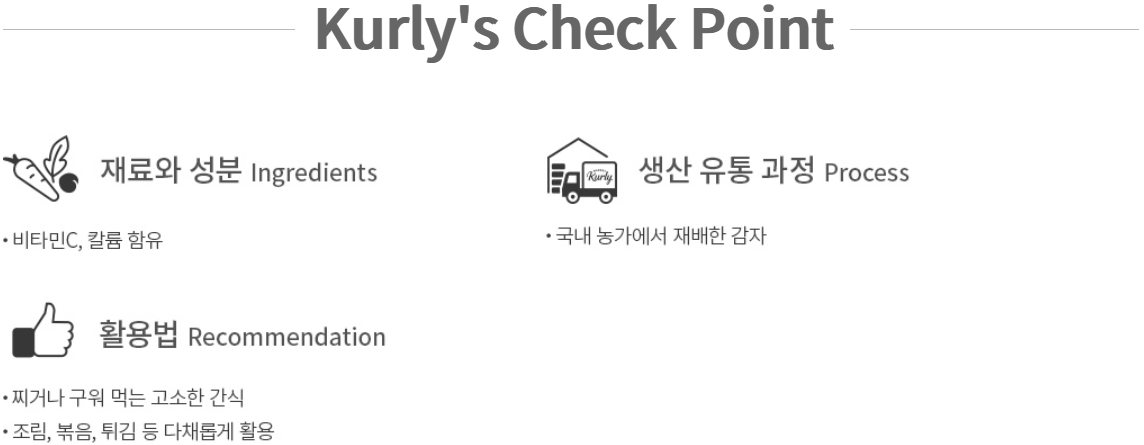 Kurly's Check Point
재료와 성분 Ingredients
• 비타민C, 칼륨 함유
Kurly
생산 유통 과정 Process
• 국내 농가에서 재배한 감자
활용법 Recommendation
• 찌거나 구워 먹는 고소한 간식
• 조림, 볶음, 튀김 등 다채롭게 활용